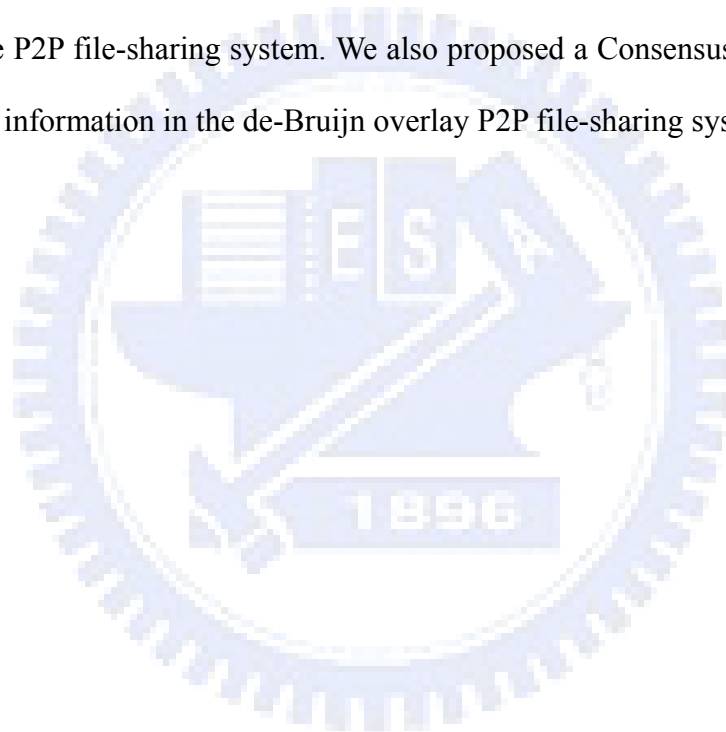 e P2P file-sharing system. We also proposed a Consensus
information in the de-Bruijn overlay P2P file-sharing sys
E S A
1896